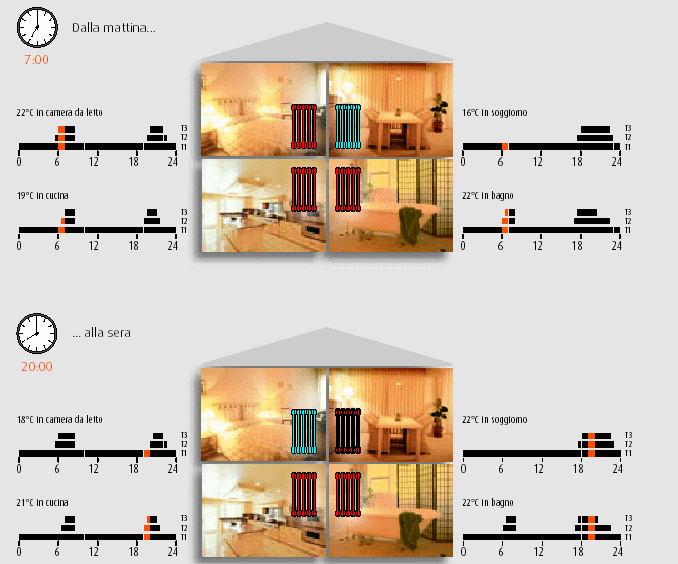 Dalla mattina...
7:00
22°C in camera da letto
T3
T2
T1
0 6 12 18 24
16°C in soggiorno
T3
T2
T1
0 6 12 18 24
19°C in cucina
T3
T2
T1
0 6 12 18 24
22°C in bagno
T3
T2
T1
0 6 12 18 24
... alla sera
20:00
18°C in camera da letto
T3
T2
T1
0 6 12 18 24
22°C in soggiorno
T3
T2
T1
0 6 12 18 24
21°C in cucina
T3
T2
T1
0 6 12 18 24
22°C in bagno
T3
T2
T1
0 6 12 18 24